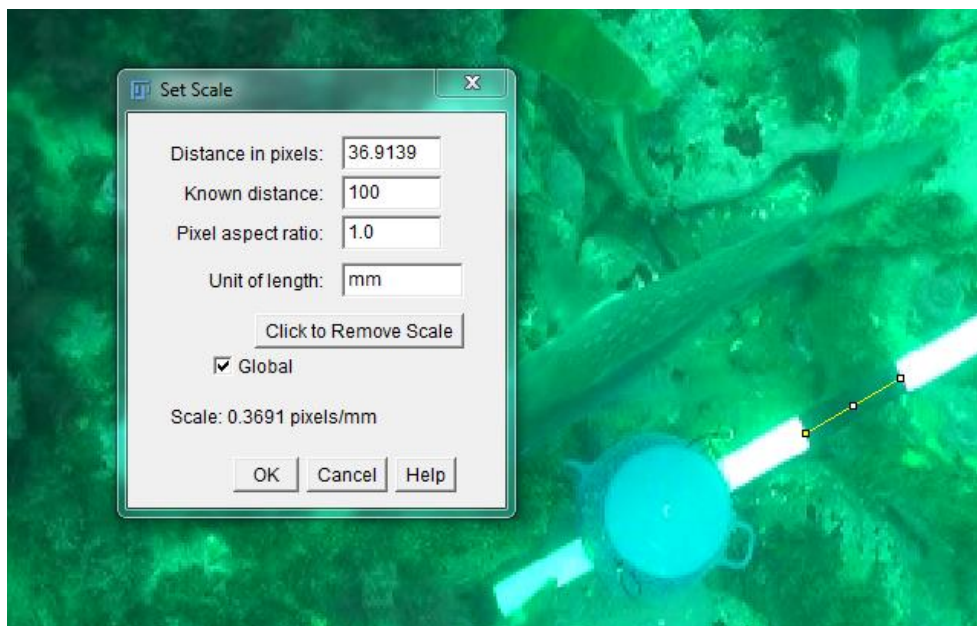 Set Scale
Distance in pixels: 36.9139
Known distance: 100
Pixel aspect ratio: 1.0
Unit of length: mm
Click to Remove Scale
Global
Scale: 0.3691 pixels/mm
OK Cancel Help